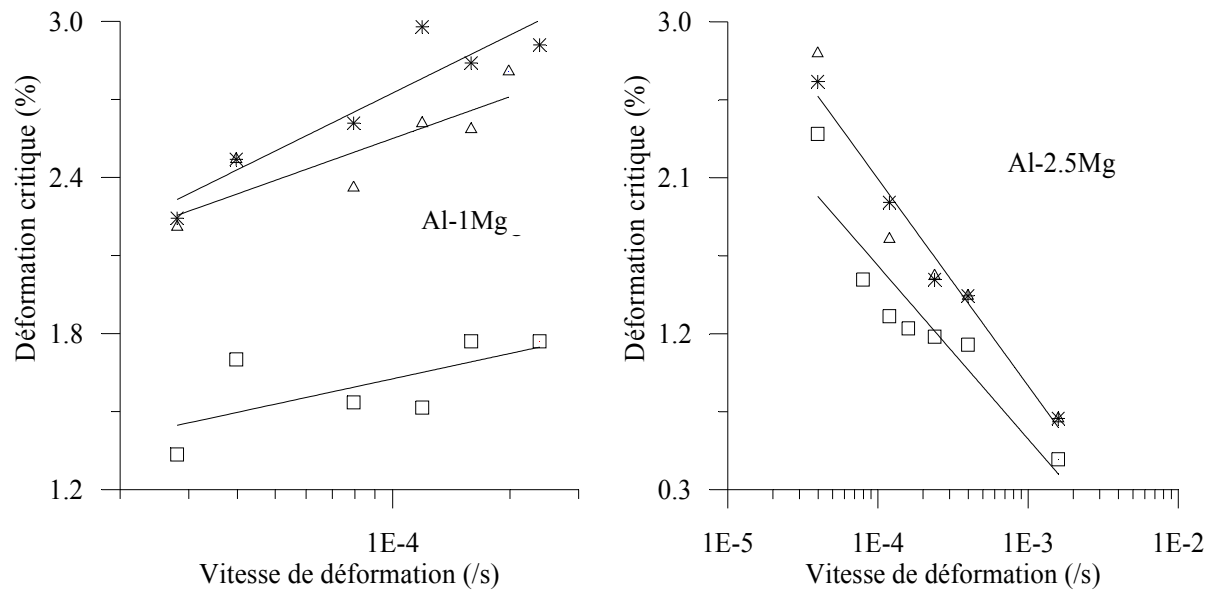 Déformation critique (%)
3.0
2.4
1.8
1.2
Al-1Mg
1E-4
Vitesse de déformation (/s)
Déformation critique (%)
3.0
2.1
1.2
0.3
Al-2.5Mg
1E-5
1E-4
1E-3
1E-2
Vitesse de déformation (/s)